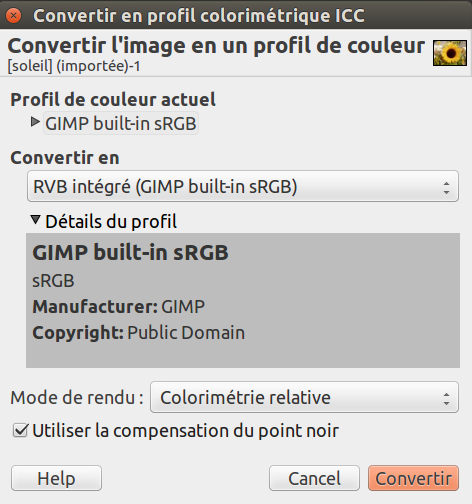 Convertir en profil colorimétrique ICC
Convertir l'image en un profil de couleur
[soleil] (importée)-1
Profil de couleur actuel
GIMP built-in sRGB
Convertir en
RVB intégré (GIMP built-in sRGB)
Détails du profil
GIMP built-in sRGB
sRGB
Manufacturer: GIMP
Copyright: Public Domain
Mode de rendu : Colorimétrie relative
Utiliser la compensation du point noir
Help Cancel Convertir